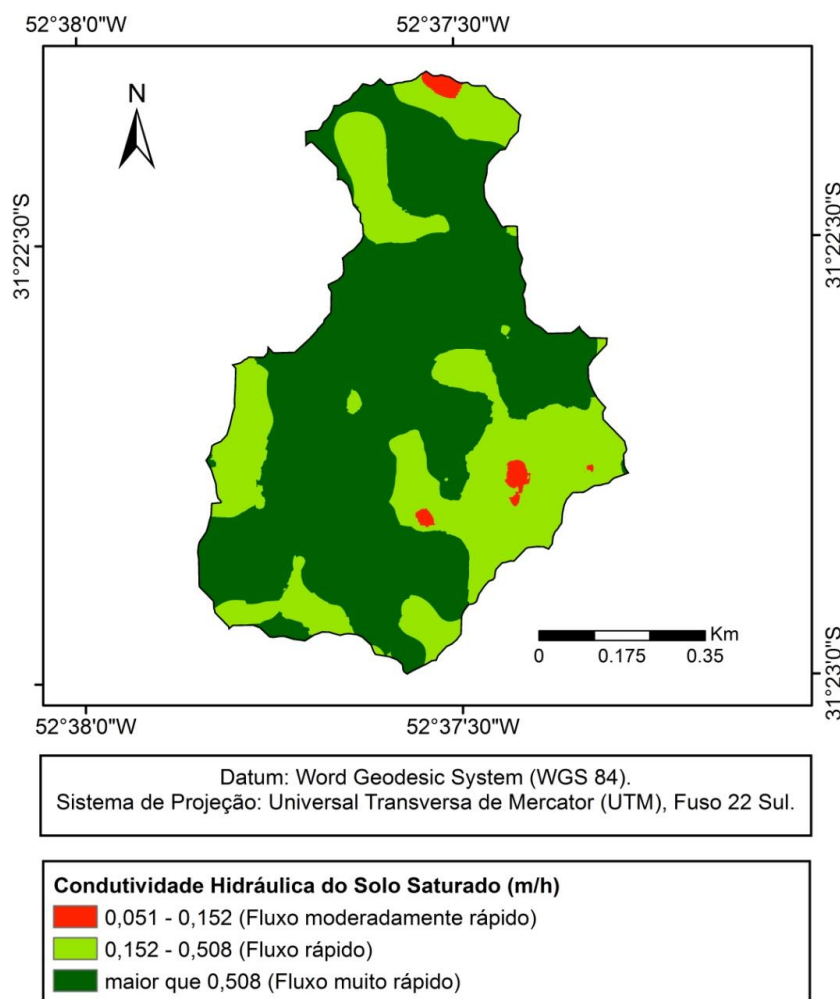 52°38'0"W
52°37'30"W
N
31°22'30"S
31°22'30"S
Km
0
0.175
0.35
31°23'0"S
52°38'0"W
52°37'30"W
Datum: Word Geodesic System (WGS 84).
Sistema de Projeção: Universal Transversa de Mercator (UTM), Fuso 22 Sul.
Condutividade Hidráulica do Solo Saturado (m/h)
0,051 - 0,152 (Fluxo moderadamente rápido)
0,152 - 0,508 (Fluxo rápido)
maior que 0,508 (Fluxo muito rápido)